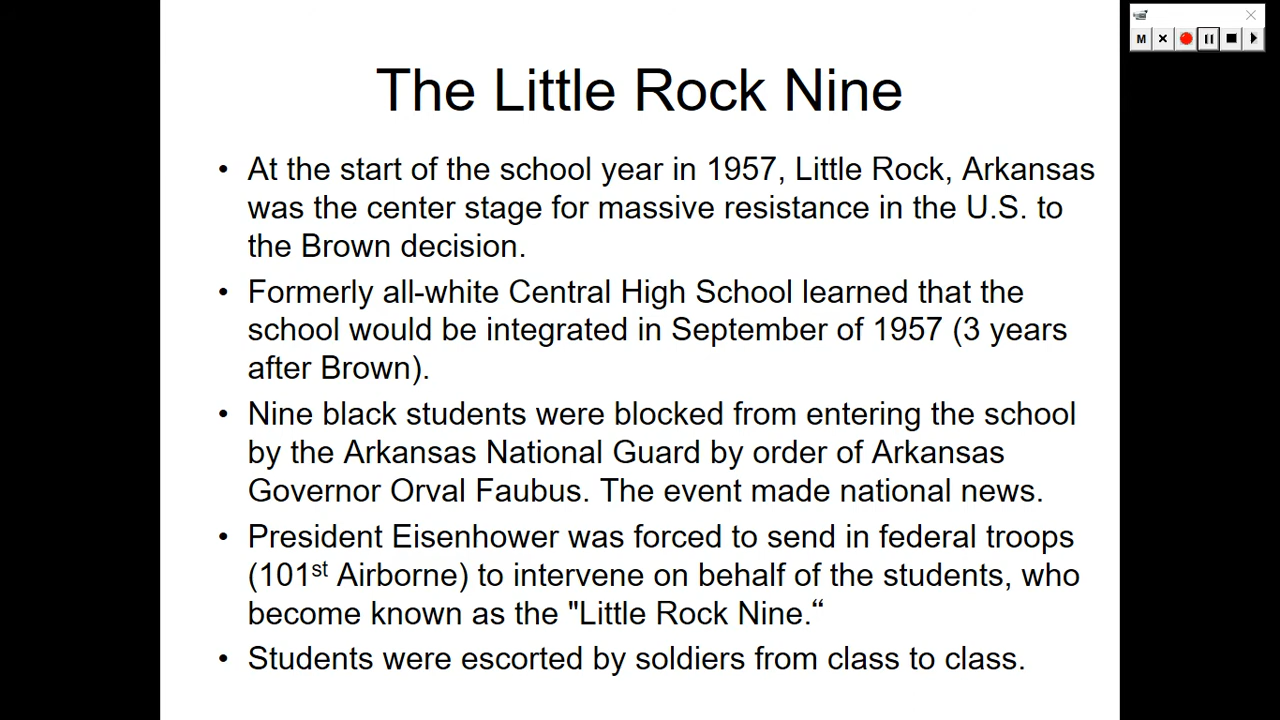 The Little Rock Nine
• At the start of the school year in 1957, Little Rock, Arkansas
was the center stage for massive resistance in the U.S. to
the Brown decision.
• Formerly all-white Central High School learned that the
school would be integrated in September of 1957 (3 years
after Brown).
• Nine black students were blocked from entering the school
by the Arkansas National Guard by order of Arkansas
Governor Orval Faubus. The event made national news.
• President Eisenhower was forced to send in federal troops
(101st Airborne) to intervene on behalf of the students, who
become known as the "Little Rock Nine.“
• Students were escorted by soldiers from class to class.
M